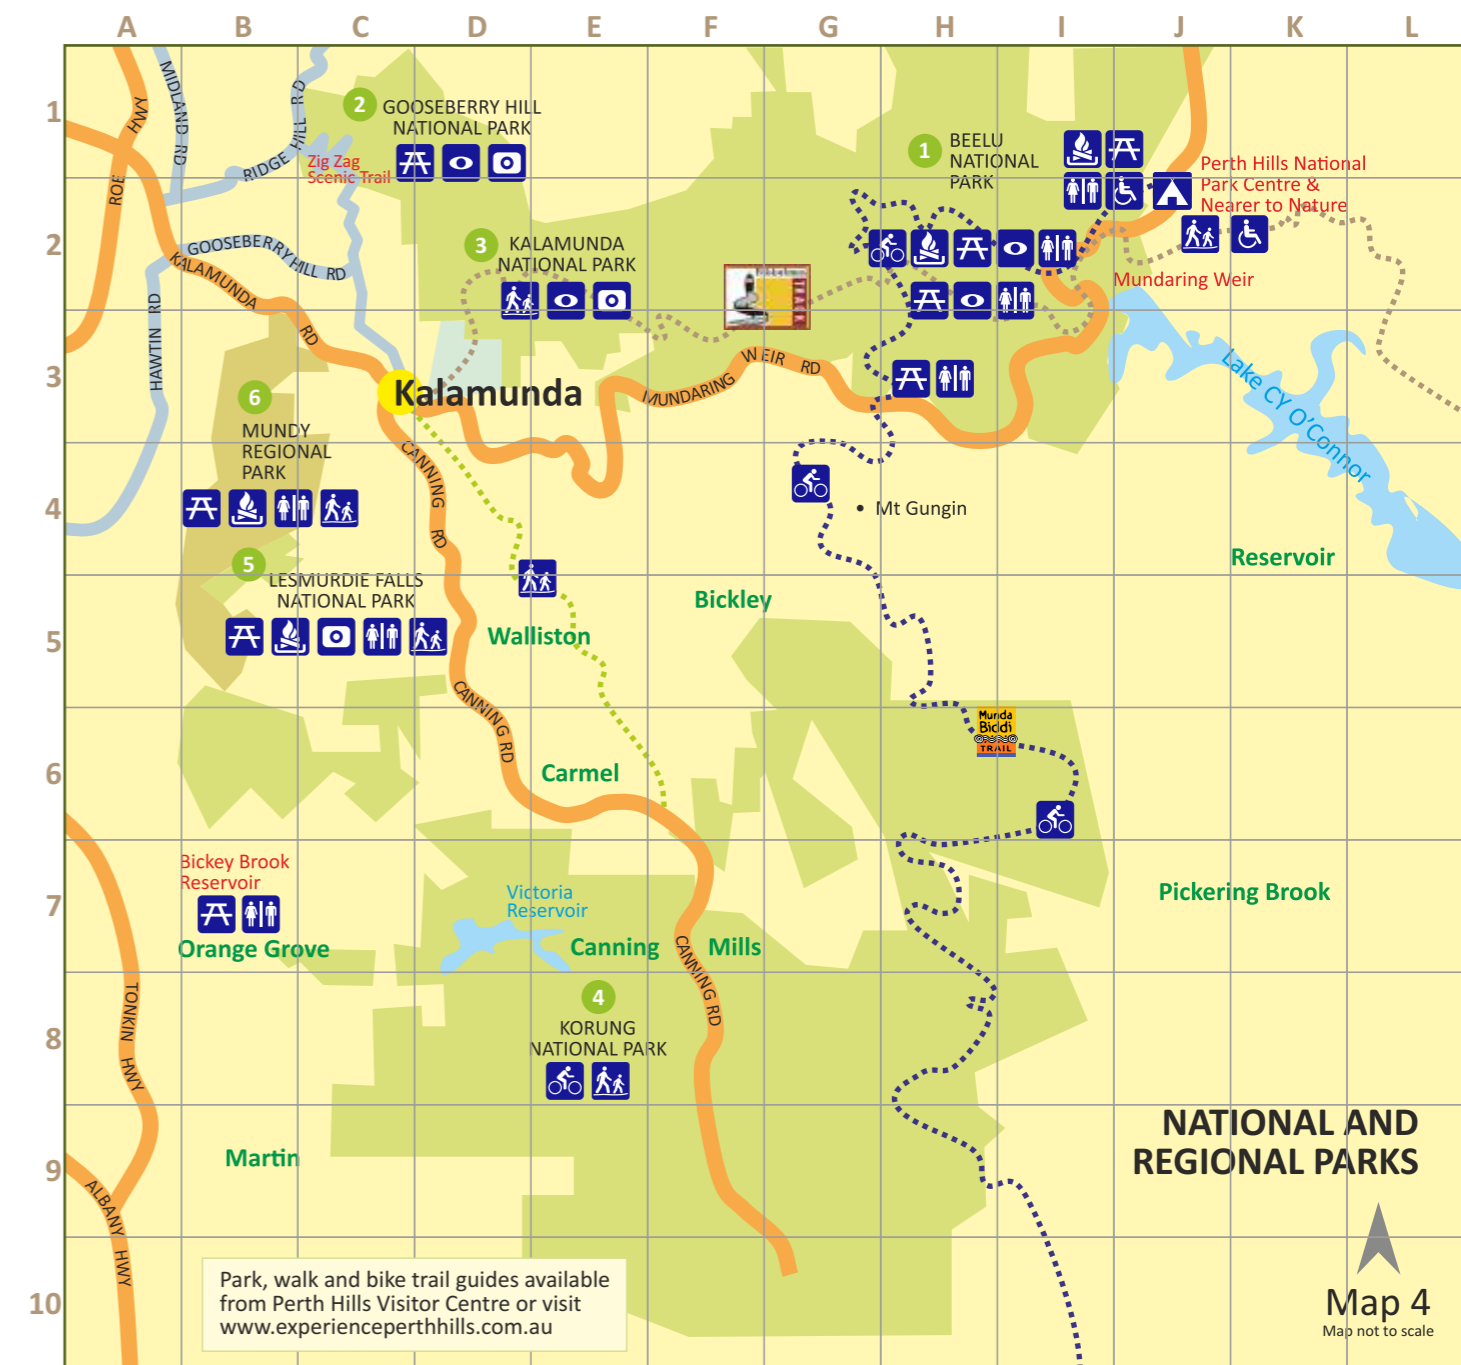 A B C D E F G H I J K L
1
2
3
4
5
6
7
8
9
10
ROE HWY
MIDLAND RD
RIDGE HILL RD
2 GOOSEBERRY HILL
NATIONAL PARK
Zig Zag
Scenic Trail
1 BEELU
NATIONAL
PARK
Perth Hills National
Park Centre &
Nearer to Nature
GOOSEBERRY HILL RD
KALAMUNDA RD
HAWTIN RD
3 KALAMUNDA
NATIONAL PARK
Mundaring Weir
MUNDARING WEIR RD
Lake CY O'Connor
Kalamunda
6
MUNDY
REGIONAL
PARK
CANNING RD
Mt Gungin
Reservoir
5
LESMURDIE FALLS
NATIONAL PARK
Bickley
Walliston
CANNING RD
Munda
Biddi
TRAIL
Carmel
Bickey Brook
Reservoir
Orange Grove
Victoria
Reservoir
Canning Mills
Pickering Brook
CANNING RD
4
KORUNG
NATIONAL PARK
TONKIN HWY
Martin
ALBANY HWY
NATIONAL AND
REGIONAL PARKS
Park, walk and bike trail guides available
from Perth Hills Visitor Centre or visit
www.experienceperthhills.com.au
Map 4
Map not to scale